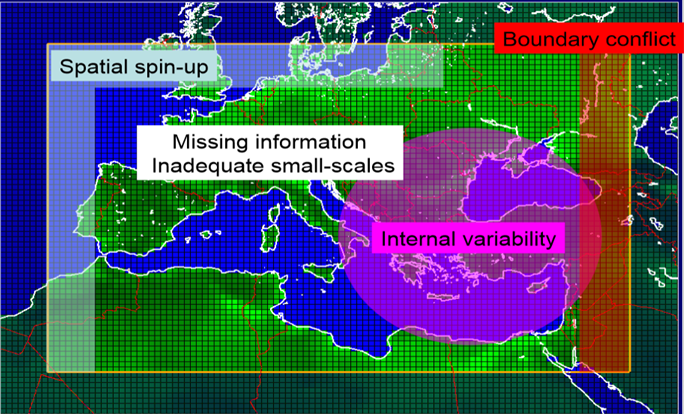 Boundary conflict
Spatial spin-up
Missing information
Inadequate small-scales
Internal variability